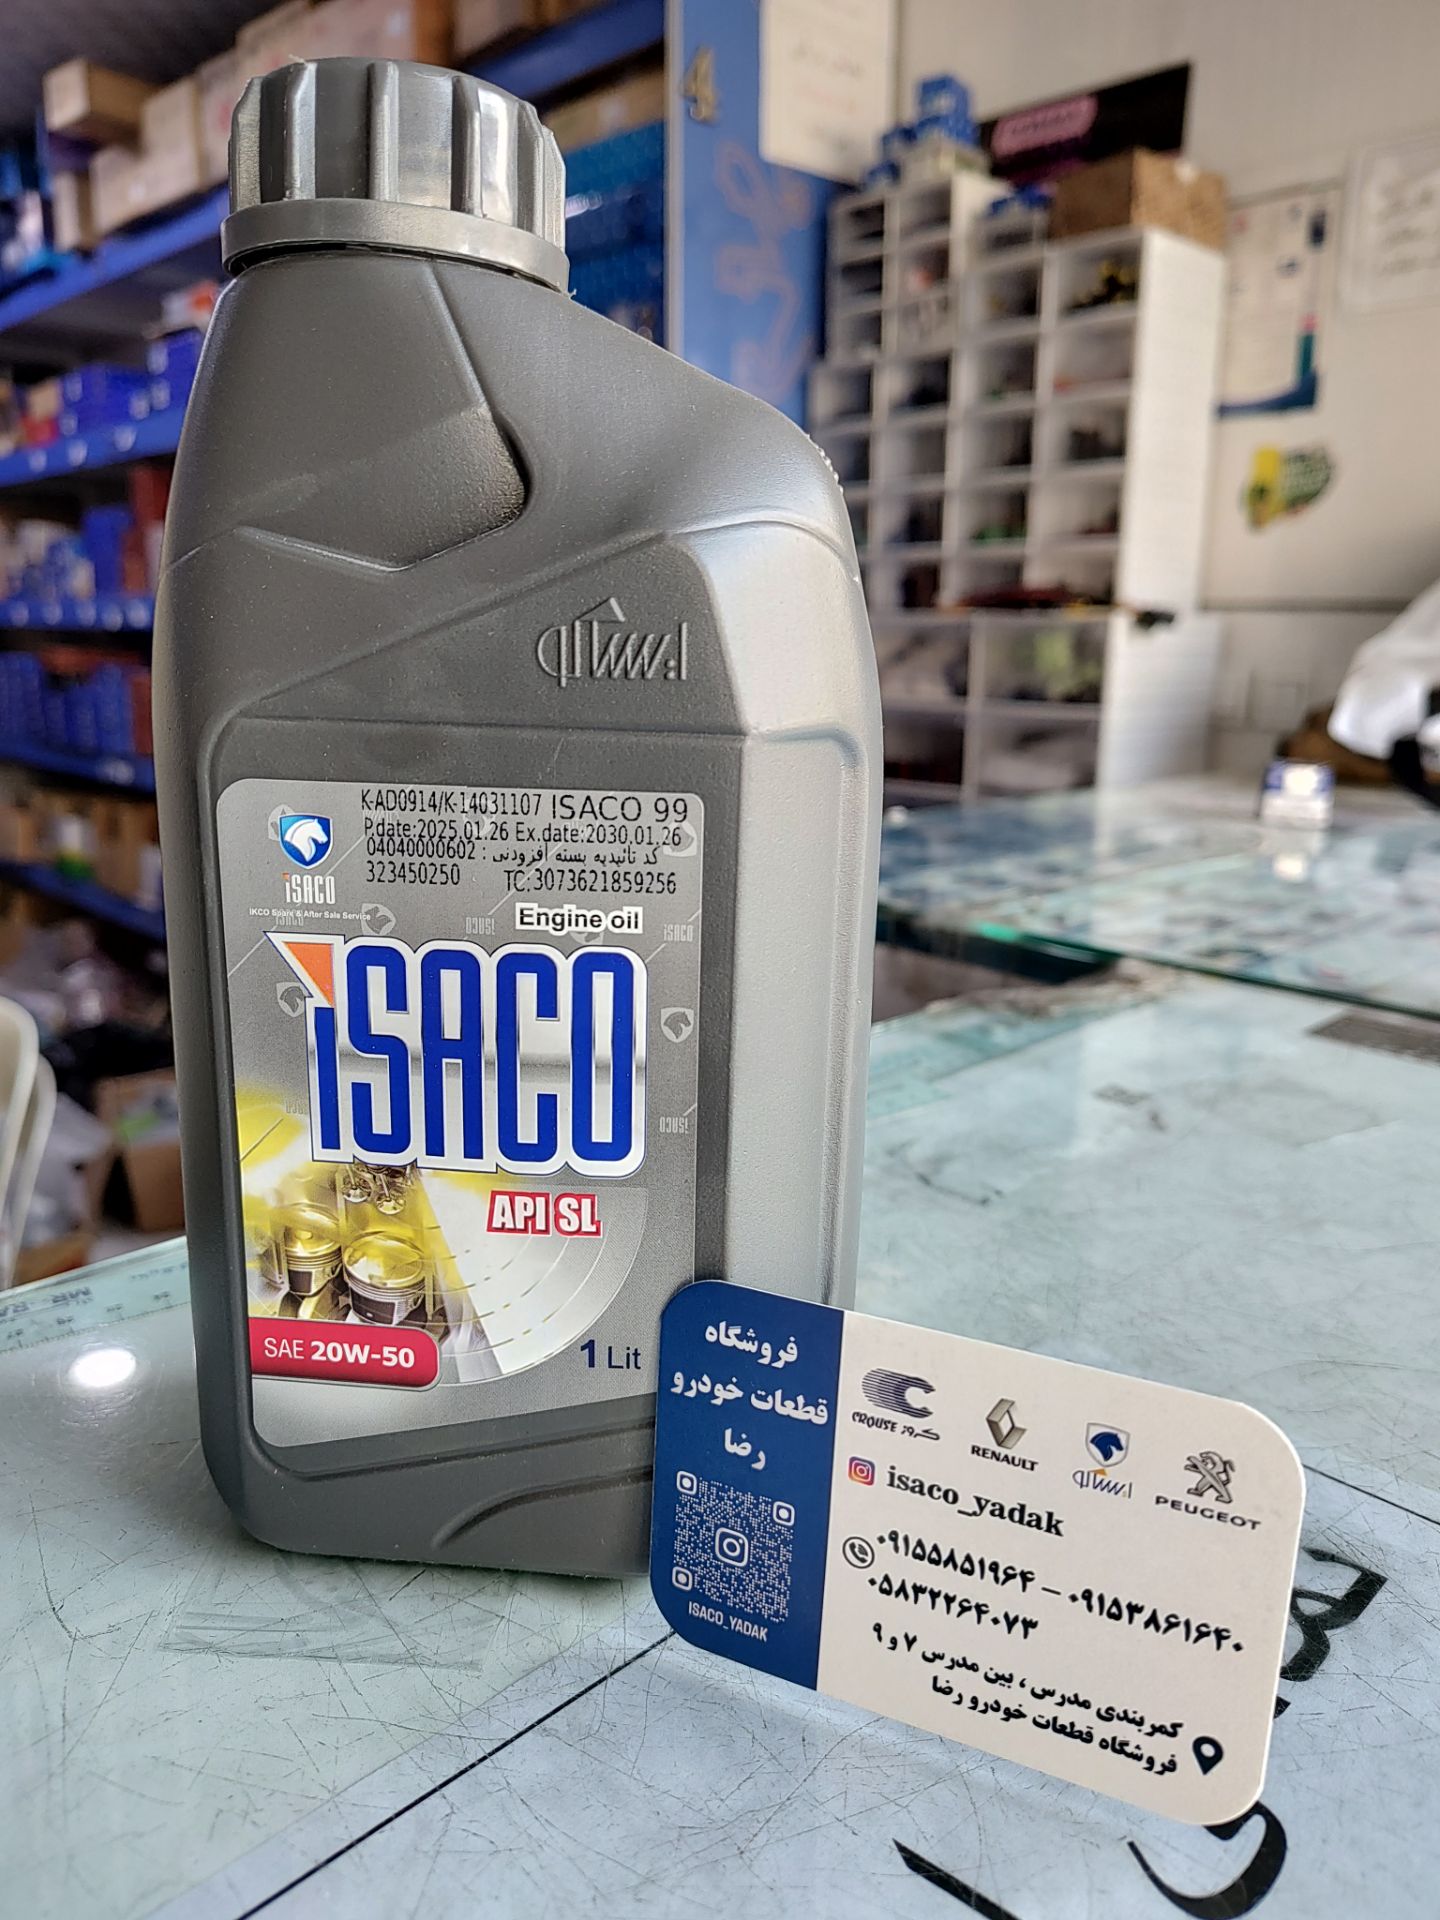 4
ایساکو
K-AD0914/K-14031107 ISACO 99
P.date:2025.01.26 Ex.date:2030.01.26
کد تائیدیه بسته افزودنی : 04040000602
323450250 TC:3073621859256
iSACO
IKCO Spare & After Sale Service
Engine oil
iSACO
API SL
SAE 20W-50
1 Lit
فروشگاه
قطعات خودرو
رضا
ISACO_YADAK
CROUSE کروز
RENAULT
ایساکو
PEUGEOT
isaco_yadak
۰۹۱۵۵۸۵۱۹۶۴ – ۰۹۱۵۳۸۶۱۶۴۰
۰۵۸۳۲۲۶۴۰۷۳
کمربندی مدرس ، بین مدرس ۷ و ۹
فروشگاه قطعات خودرو رضا